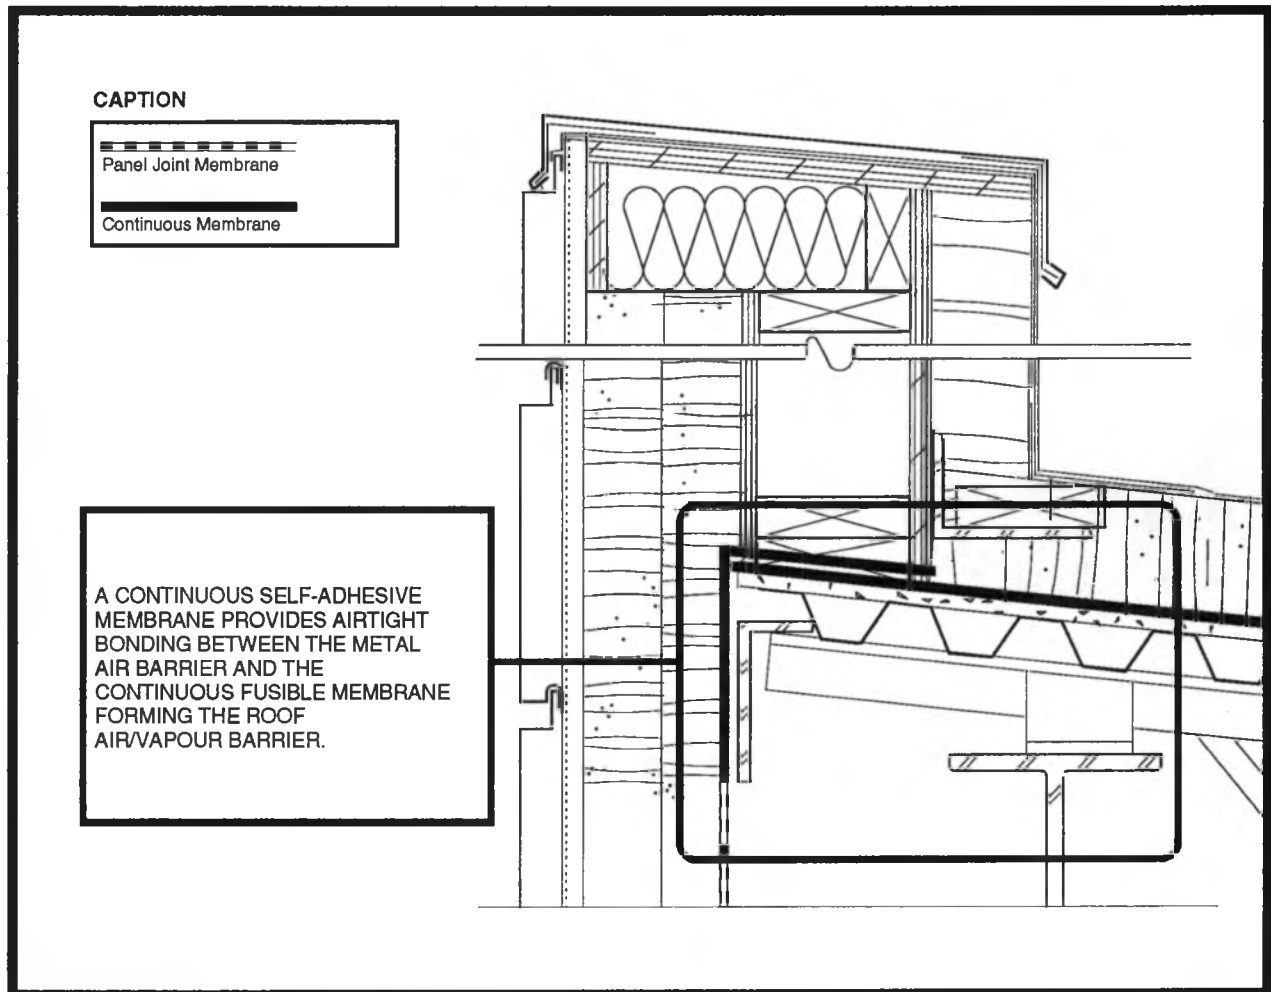 CAPTION
Panel Joint Membrane
Continuous Membrane
A CONTINUOUS SELF-ADHESIVE
MEMBRANE PROVIDES AIRTIGHT
BONDING BETWEEN THE METAL
AIR BARRIER AND THE
CONTINUOUS FUSIBLE MEMBRANE
FORMING THE ROOF
AIR/VAPOUR BARRIER.